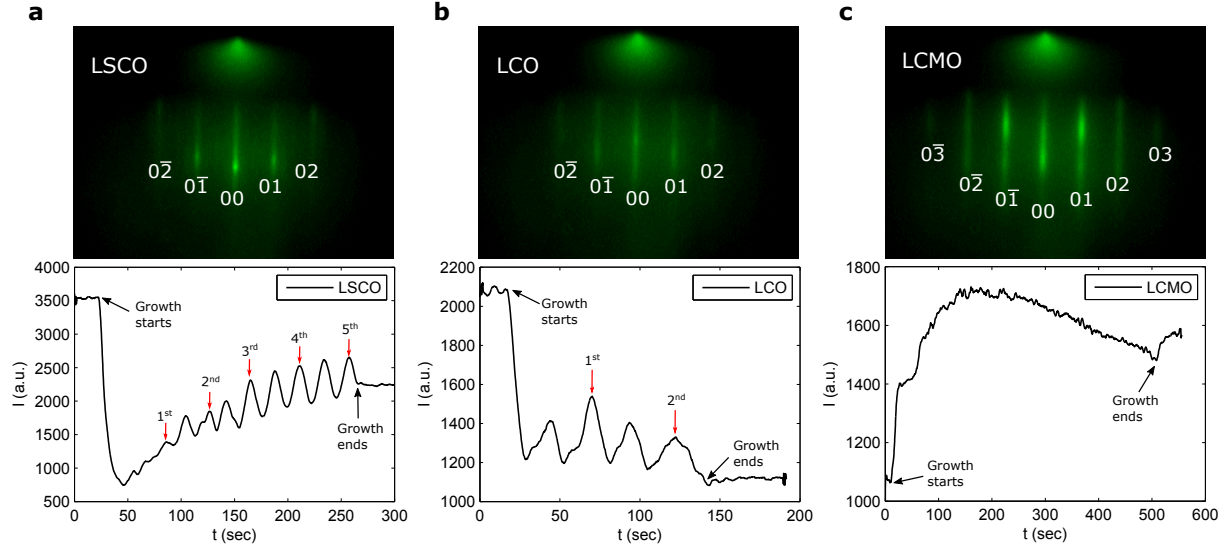 a
LSCO
02̅
01̅
00
01
02
4000
3500
3000
2500
2000
1500
1000
500
I (a.u.)
LSCO
Growth
starts
1st
2nd
3rd
4th
5th
Growth
ends
0
50
100
150
200
250
300
t (sec)
b
LCO
02̅
01̅
00
01
02
2200
2000
1800
1600
1400
1200
1000
I (a.u.)
LCO
Growth
starts
1st
2nd
Growth
ends
0
50
100
150
200
t (sec)
c
LCMO
03̅
02̅
01̅
00
01
02
03
1800
1600
1400
1200
1000
I (a.u.)
LCMO
Growth
starts
Growth
ends
0
100
200
300
400
500
600
t (sec)